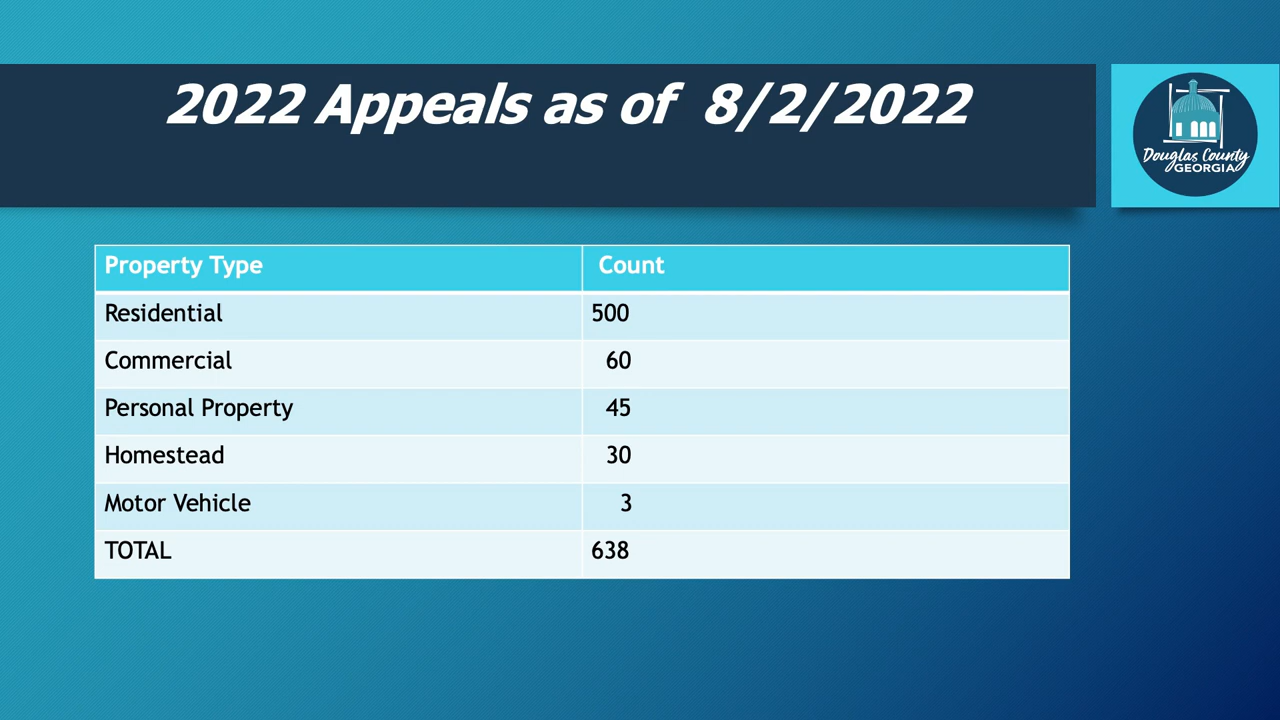 2022 Appeals as of 8/2/2022
Douglas County
GEORGIA
Property Type Count
Residential 500
Commercial 60
Personal Property 45
Homestead 30
Motor Vehicle 3
TOTAL 638